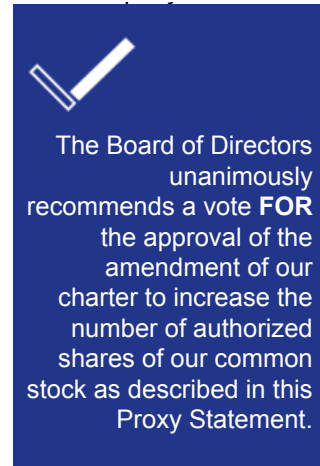 The Board of Directors
unanimously
recommends a vote FOR
the approval of the
amendment of our
charter to increase the
number of authorized
shares of our common
stock as described in this
Proxy Statement.